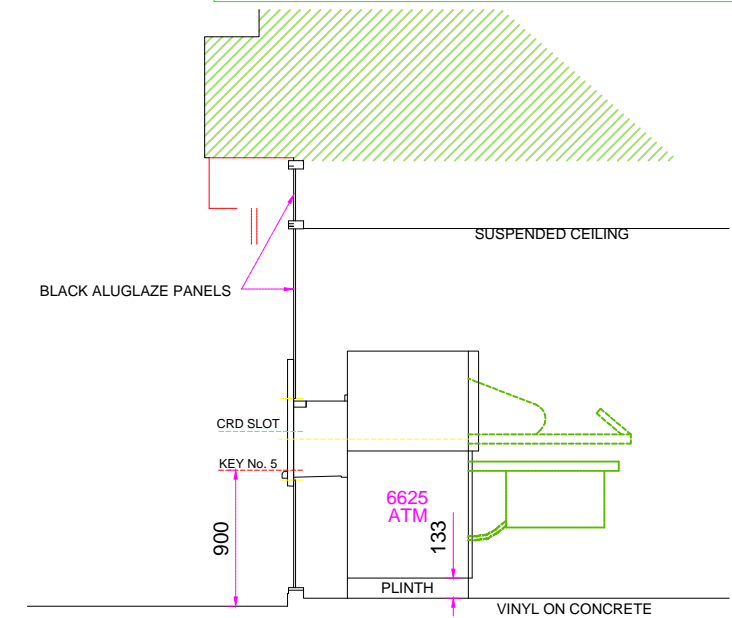 SUSPENDED CEILING
BLACK ALUGLAZE PANELS
CRD SLOT
KEY No. 5
6625
ATM
900
133
PLINTH
VINYL ON CONCRETE